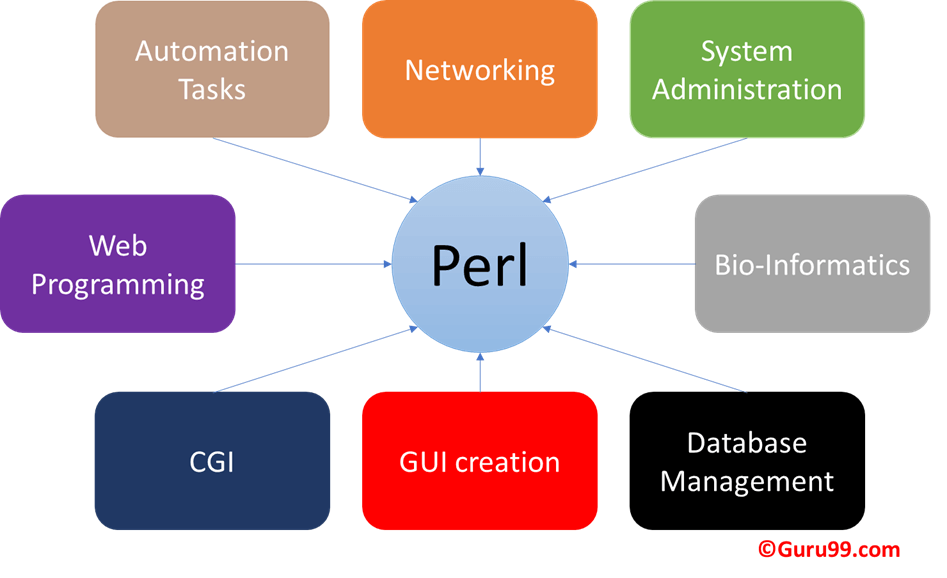 Automation
Tasks
Networking
System
Administration
Web
Programming
Perl
Bio-Informatics
CGI
GUI creation
Database
Management
©Guru99.com